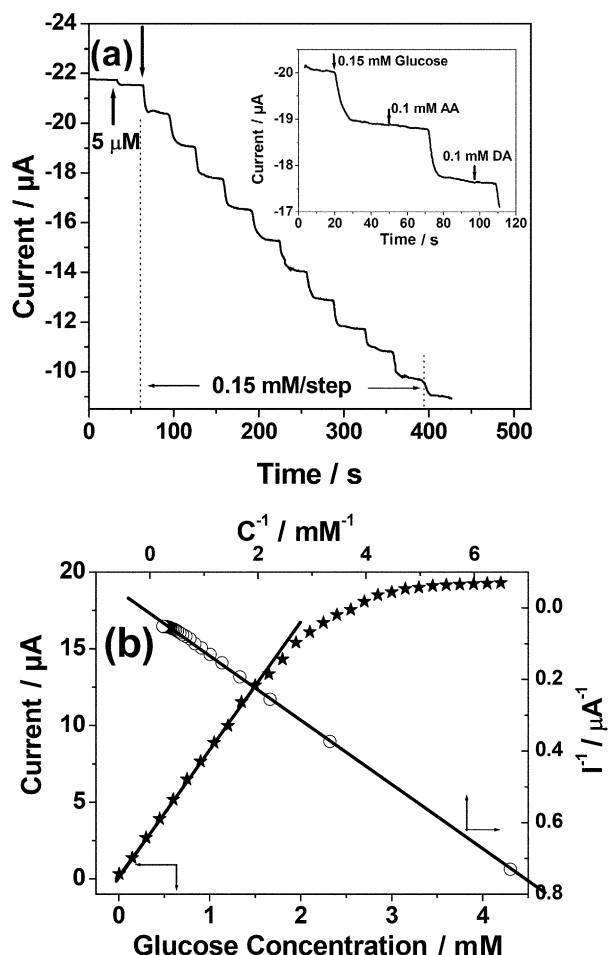 (a)
-24
-22
-20
-18
-16
-14
-12
-10
Current / µA
5 µM
0.15 mM/step
0 100 200 300 400 500
Time / s
-20
-19
-18
-17
Current / µA
0.15 mM Glucose
0.1 mM AA
0.1 mM DA
0 20 40 60 80 100 120
Time / s
C⁻¹ / mM⁻¹
0 2 4 6
(b)
20
15
10
5
0
Current / µA
0.0
0.2
0.4
0.6
0.8
I⁻¹ / µA⁻¹
0 1 2 3 4
Glucose Concentration / mM